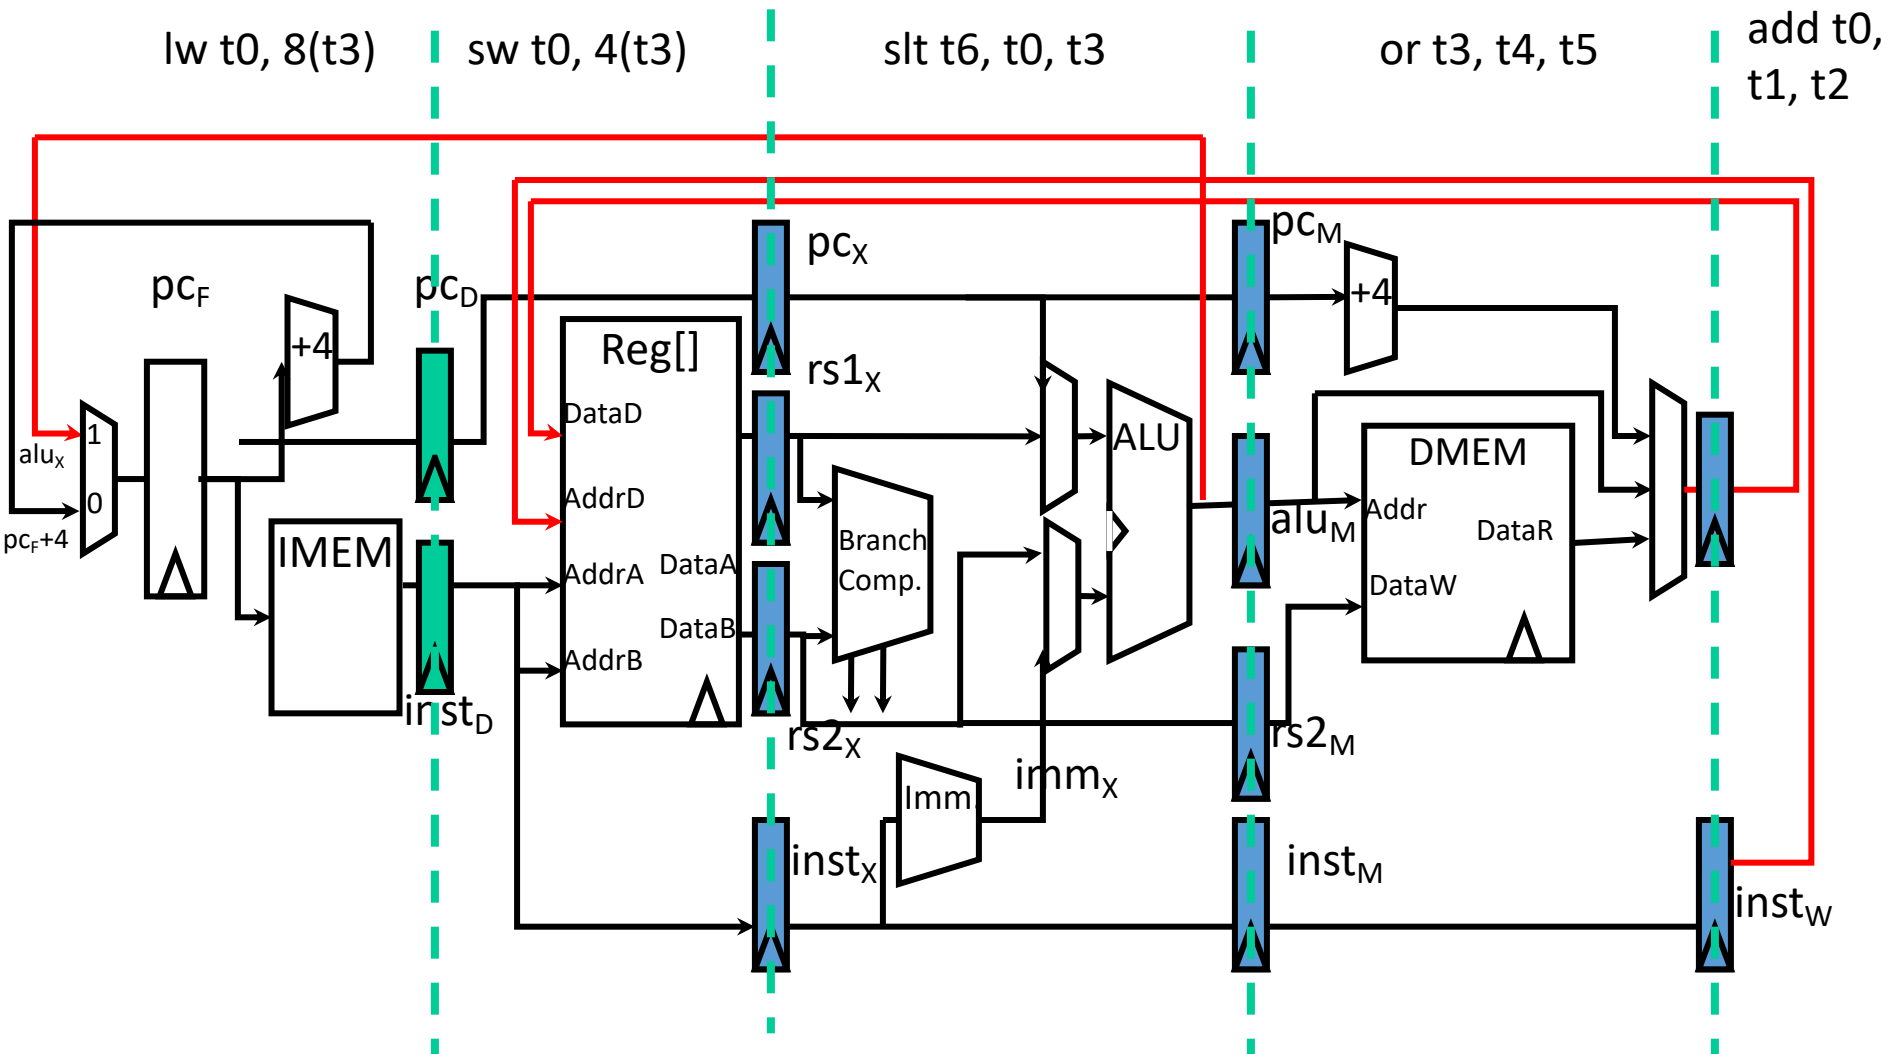 lw t0, 8(t3)
sw t0, 4(t3)
slt t6, t0, t3
or t3, t4, t5
add t0,
t1, t2
pcF
+4
pcD
pcX
pcM
+4
Reg[]
rs1X
DataD
1
aluX
0
pcF+4
ALU
DMEM
AddrD
Addr
aluM
DataR
IMEM
Branch
Comp.
AddrA
DataA
DataW
DataB
AddrB
instD
rs2X
rs2M
Imm.
immX
instX
instM
instW